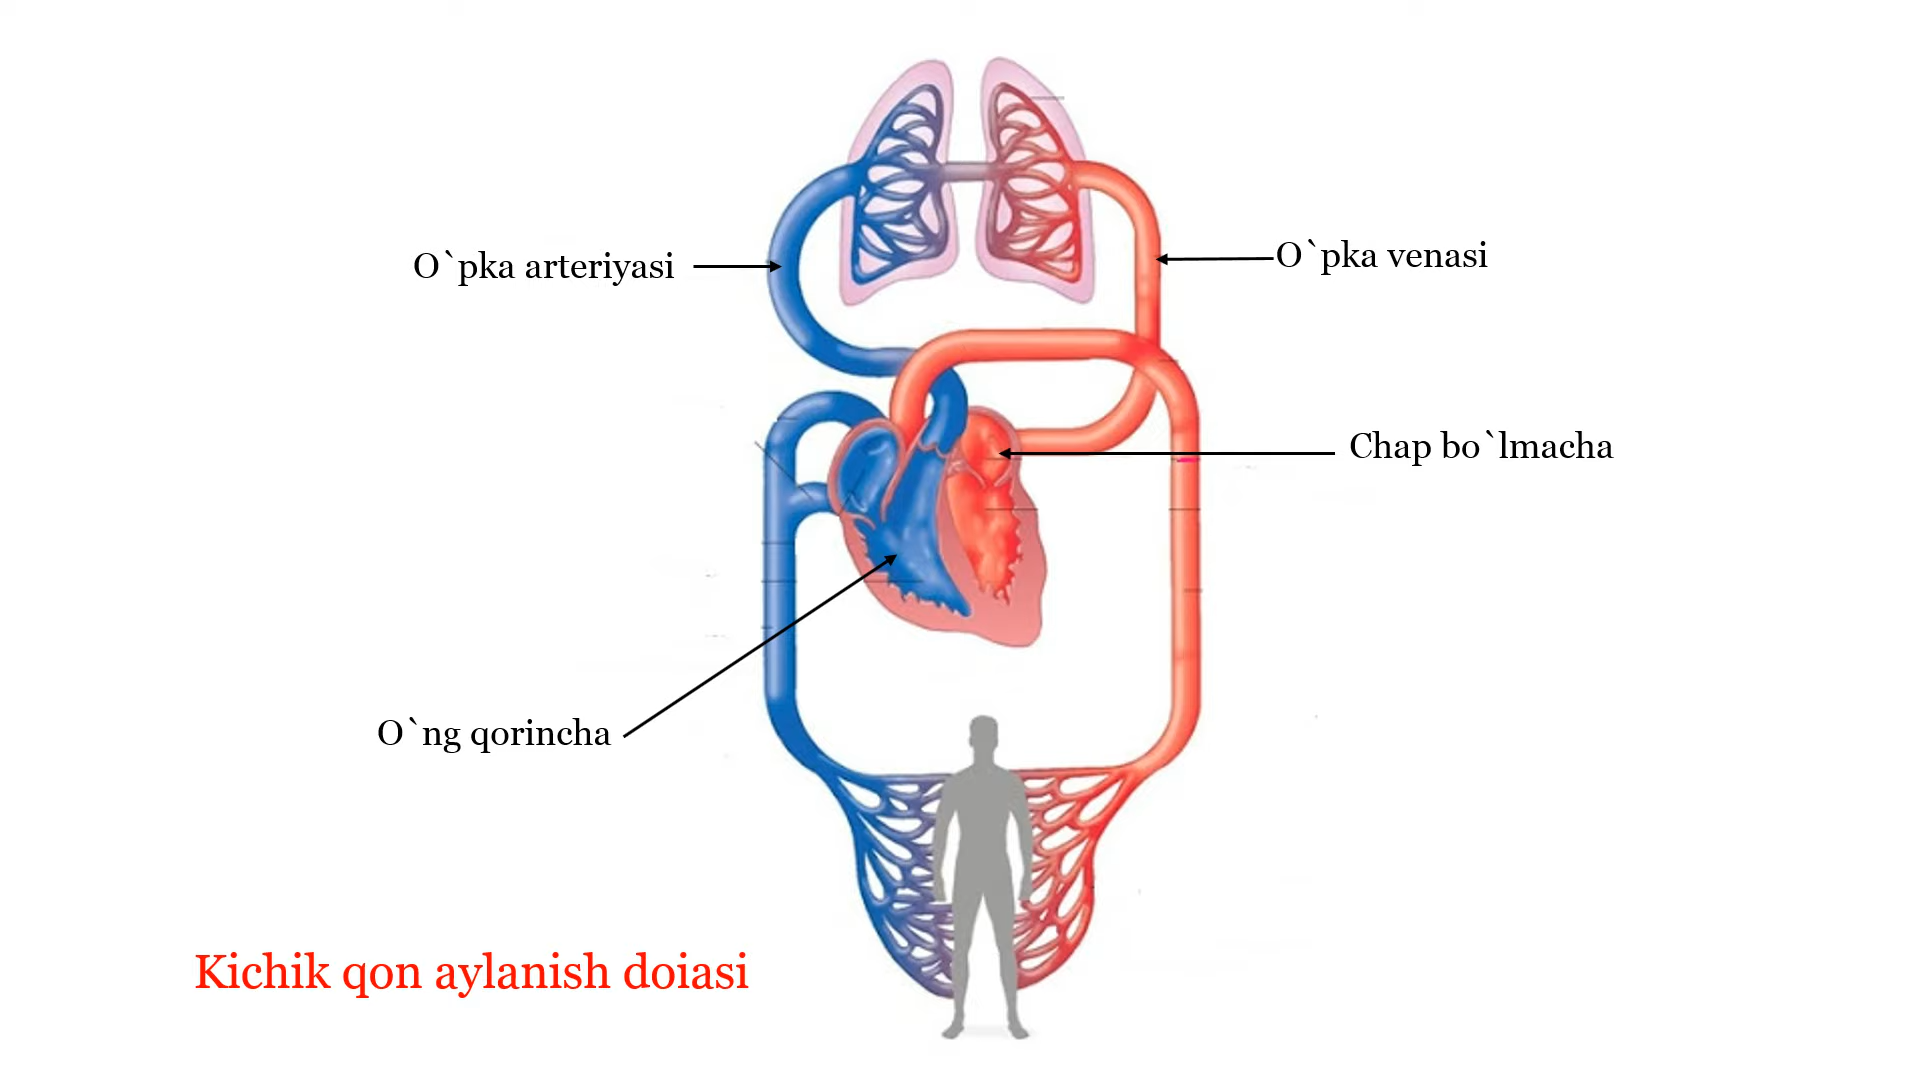 O`pka arteriyasi
O`pka venasi
Chap bo`lmacha
O`ng qorincha
Kichik qon aylanish doiasi